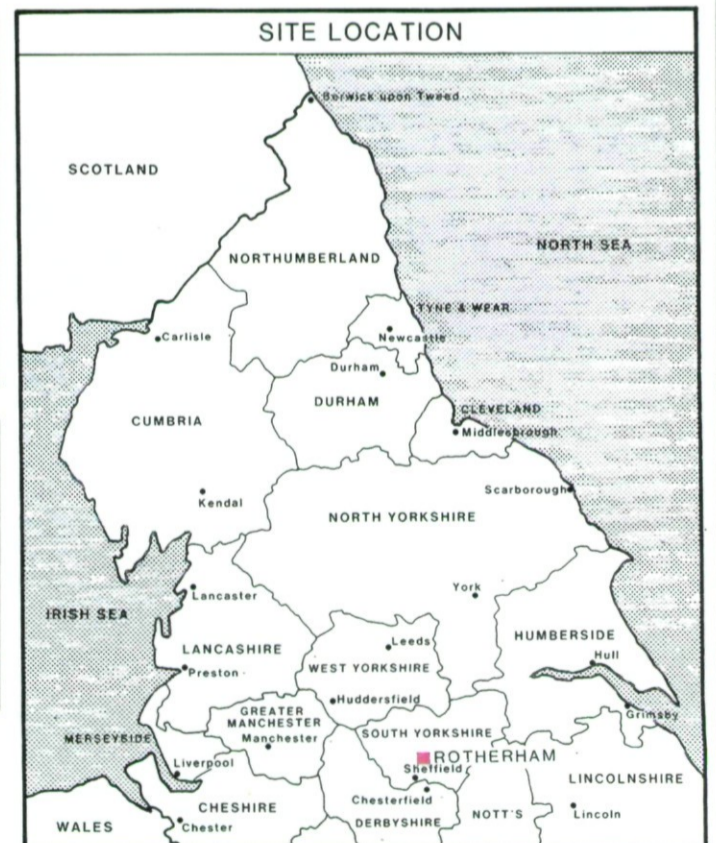 SITE LOCATION
Berwick upon Tweed
SCOTLAND
NORTH SEA
NORTHUMBERLAND
TYNE & WEAR
Carlisle
Newcastle
Durham
DURHAM
CLEVELAND
CUMBRIA
Middlesbrough
Scarborough
Kendal
NORTH YORKSHIRE
York
Lancaster
IRISH SEA
HUMBERSIDE
Leeds
LANCASHIRE
Hull
WEST YORKSHIRE
Preston
Huddersfield
GREATER
MANCHESTER
Grimsby
SOUTH YORKSHIRE
MERSEYSIDE
Manchester
ROTHERHAM
Liverpool
Sheffield
LINCOLNSHIRE
Chesterfield
CHESHIRE
NOTT'S
Lincoln
WALES
Chester
DERBYSHIRE